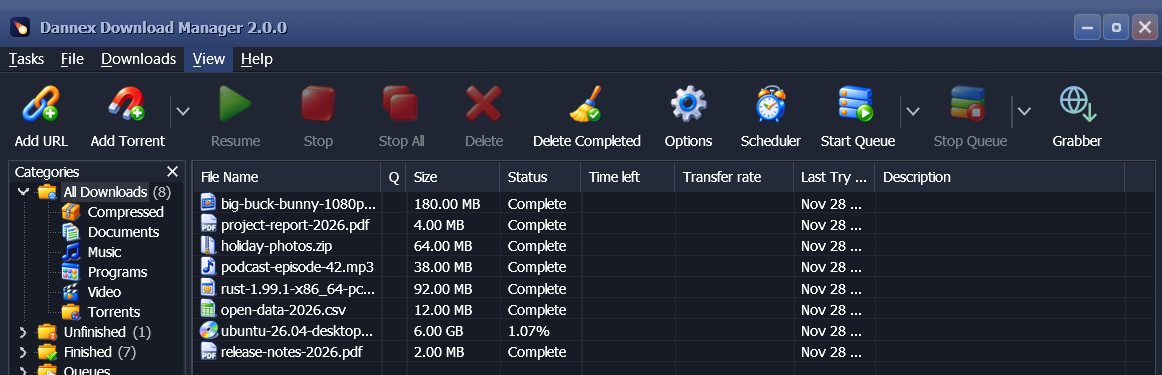 Dannex Download Manager 2.0.0
Tasks File Downloads View Help
Add URL Add Torrent Resume Stop Stop All Delete Delete Completed Options Scheduler Start Queue Stop Queue Grabber
Categories
All Downloads (8)
Compressed
Documents
Music
Programs
Video
Torrents
Unfinished (1)
Finished (7)
Queues
File Name Q Size Status Time left Transfer rate Last Try ... Description
big-buck-bunny-1080p... 180.00 MB Complete Nov 28 ...
project-report-2026.pdf 4.00 MB Complete Nov 28 ...
holiday-photos.zip 64.00 MB Complete Nov 28 ...
podcast-episode-42.mp3 38.00 MB Complete Nov 28 ...
rust-1.99.1-x86_64-pc... 92.00 MB Complete Nov 28 ...
open-data-2026.csv 12.00 MB Complete Nov 28 ...
ubuntu-26.04-desktop... 6.00 GB 1.07% Nov 28 ...
release-notes-2026.pdf 2.00 MB Complete Nov 28 ...